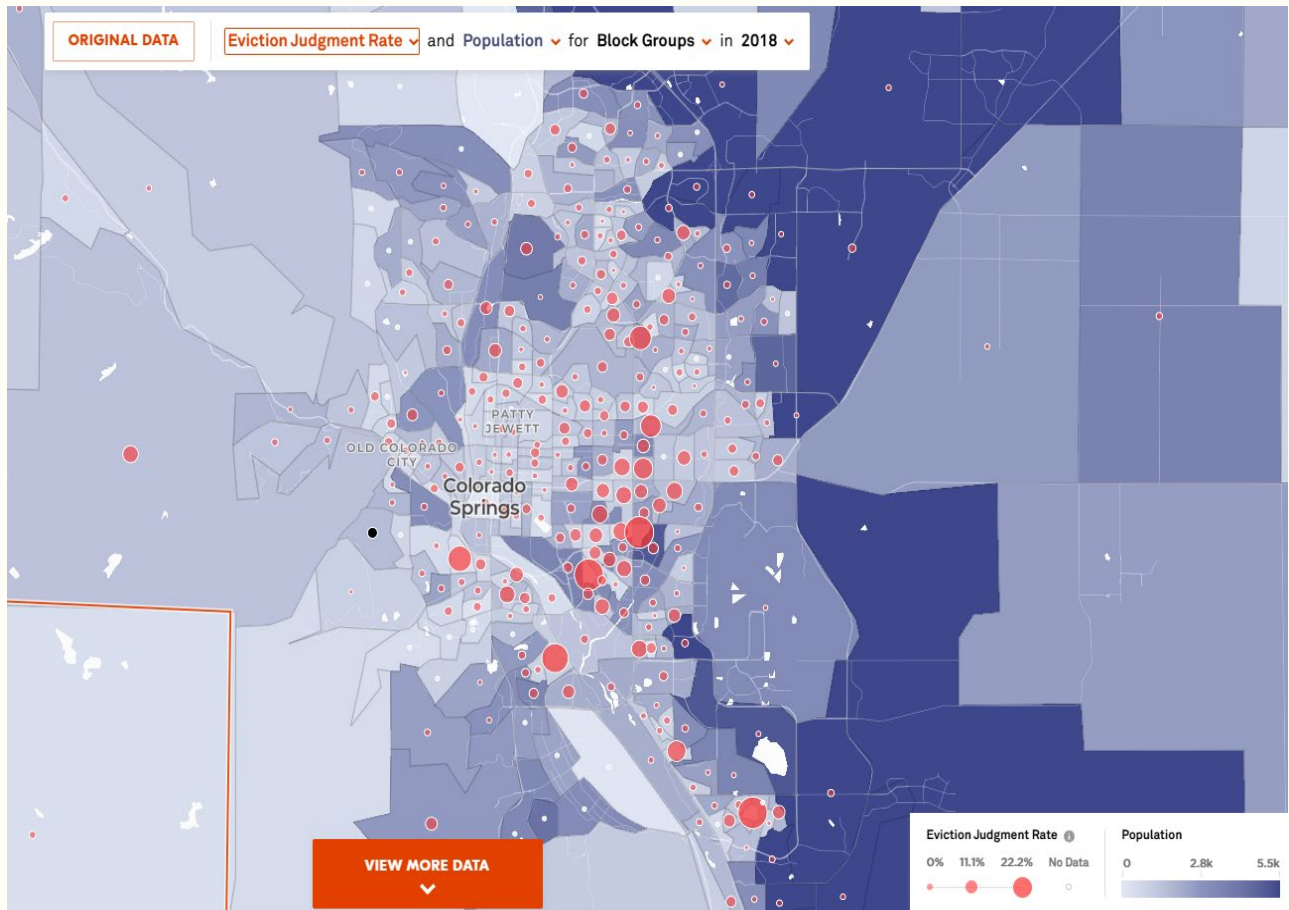 ORIGINAL DATA
Eviction Judgment Rate and Population for Block Groups in 2018
PATTY
JEWETT
OLD COLORADO
CITY
Colorado
Springs
VIEW MORE DATA
Eviction Judgment Rate
0% 11.1% 22.2% No Data
Population
0 2.8k 5.5k